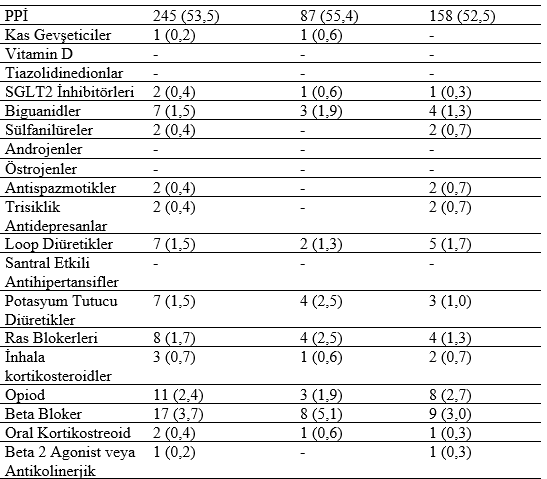 PPİ 245 (53,5) 87 (55,4) 158 (52,5)
Kas Gevşeticiler 1 (0,2) 1 (0,6) -
Vitamin D - - -
Tiazolidinedionlar - - -
SGLT2 İnhibitörleri 2 (0,4) 1 (0,6) 1 (0,3)
Biguanidler 7 (1,5) 3 (1,9) 4 (1,3)
Sülfanilüreler 2 (0,4) - 2 (0,7)
Androjenler - - -
Östrojenler - - -
Antispazmotikler 2 (0,4) - 2 (0,7)
Trisiklik 2 (0,4) - 2 (0,7)
Antidepresanlar
Loop Diüretikler 7 (1,5) 2 (1,3) 5 (1,7)
Santral Etkili - - -
Antihipertansifler
Potasyum Tutucu 7 (1,5) 4 (2,5) 3 (1,0)
Diüretikler
Ras Blokerleri 8 (1,7) 4 (2,5) 4 (1,3)
İnhala 3 (0,7) 1 (0,6) 2 (0,7)
kortikosteroidler
Opiod 11 (2,4) 3 (1,9) 8 (2,7)
Beta Bloker 17 (3,7) 8 (5,1) 9 (3,0)
Oral Kortikostreoid 2 (0,4) 1 (0,6) 1 (0,3)
Beta 2 Agonist veya 1 (0,2) - 1 (0,3)
Antikolinerjik